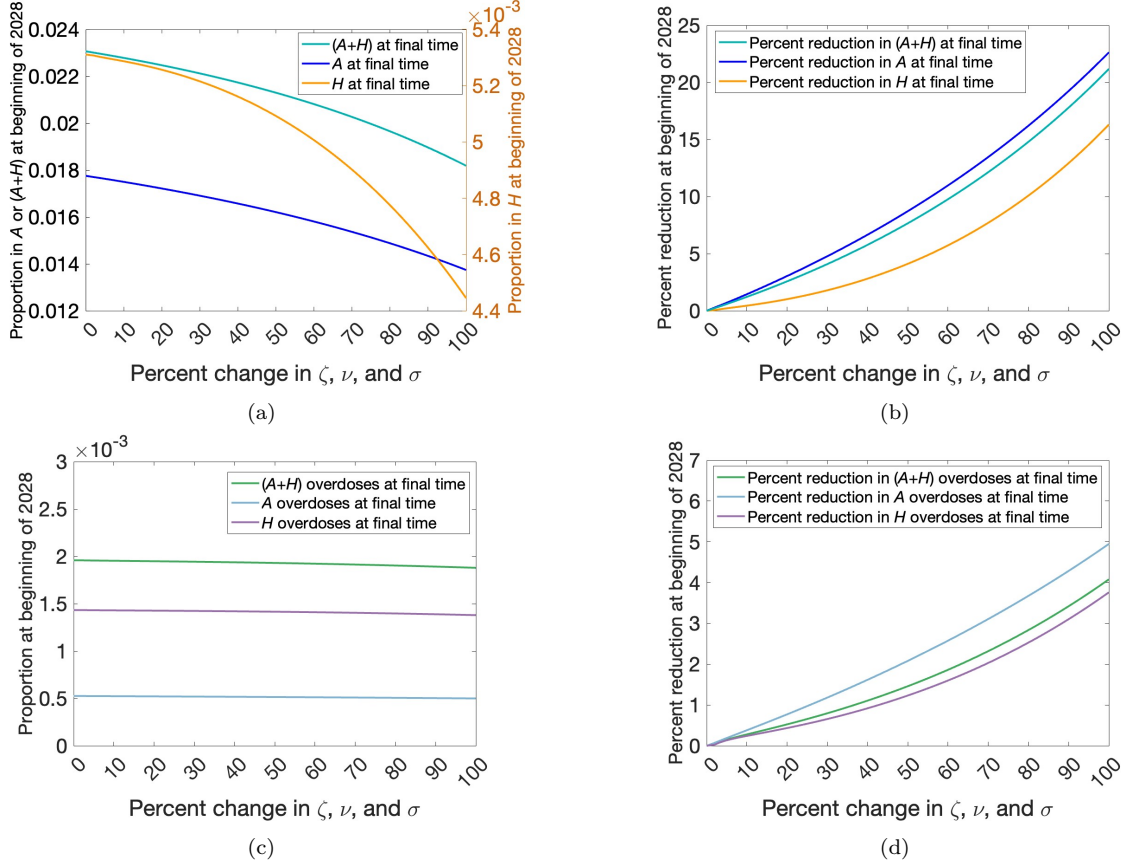 ×10⁻³
Proportion in A or (A+H) at beginning of 2028
0.024
0.022
0.02
0.018
0.016
0.014
0.012
5.4
5.2
5
4.8
4.6
4.4
Proportion in H at beginning of 2028
(A+H) at final time
A at final time
H at final time
0 10 20 30 40 50 60 70 80 90 100
Percent change in ζ, ν, and σ
(a)
Percent reduction at beginning of 2028
25
20
15
10
5
0
Percent reduction in (A+H) at final time
Percent reduction in A at final time
Percent reduction in H at final time
0 10 20 30 40 50 60 70 80 90 100
Percent change in ζ, ν, and σ
(b)
×10⁻³
Proportion at beginning of 2028
3
2.5
2
1.5
1
0.5
0
(A+H) overdoses at final time
A overdoses at final time
H overdoses at final time
0 10 20 30 40 50 60 70 80 90 100
Percent change in ζ, ν, and σ
(c)
Percent reduction at beginning of 2028
7
6
5
4
3
2
1
0
Percent reduction in (A+H) overdoses at final time
Percent reduction in A overdoses at final time
Percent reduction in H overdoses at final time
0 10 20 30 40 50 60 70 80 90 100
Percent change in ζ, ν, and σ
(d)